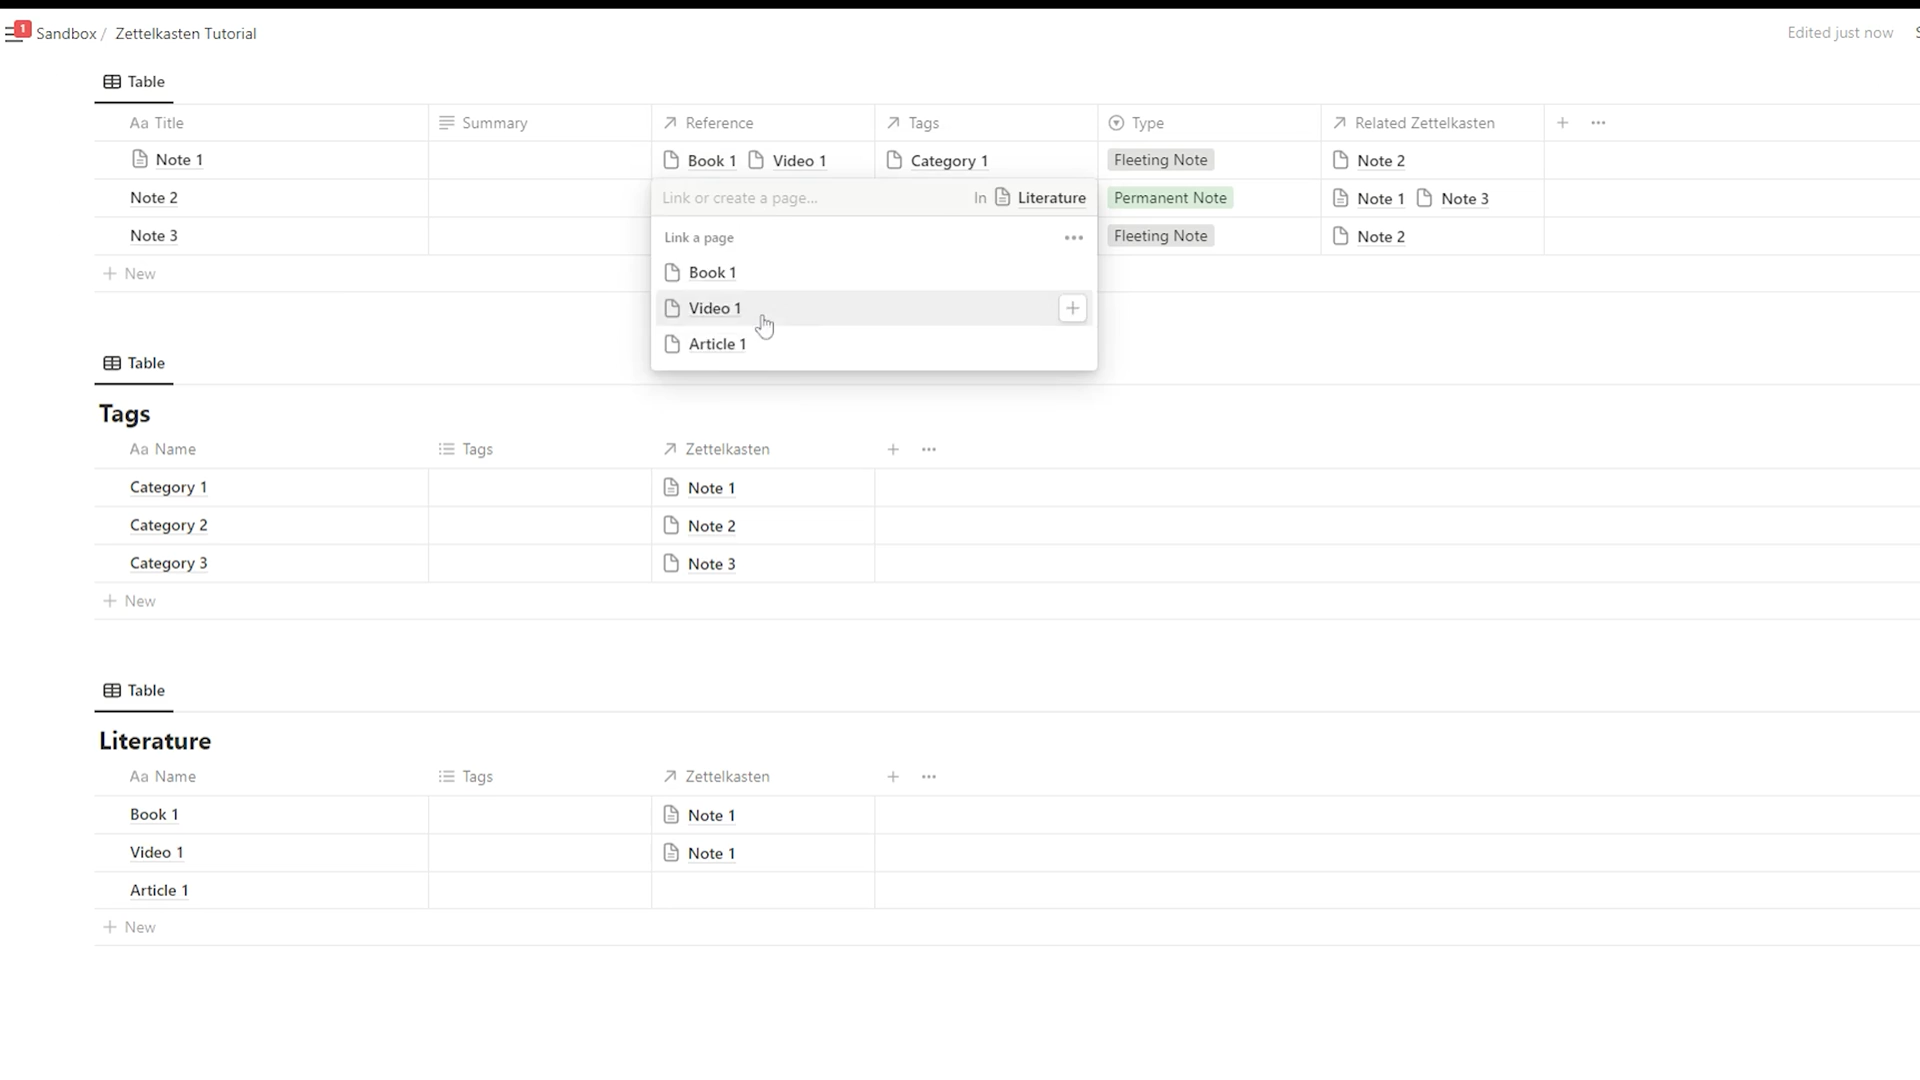 1 Sandbox / Zettelkasten Tutorial Edited just now
Table
Aa Title Summary Reference Tags Type Related Zettelkasten
Note 1 Book 1 Video 1 Category 1 Fleeting Note Note 2
Note 2 Link or create a page... In Literature Permanent Note Note 1 Note 3
Note 3 Link a page Fleeting Note Note 2
+ New Book 1
Video 1
Article 1
Table
Tags
Aa Name Tags Zettelkasten
Category 1 Note 1
Category 2 Note 2
Category 3 Note 3
+ New
Table
Literature
Aa Name Tags Zettelkasten
Book 1 Note 1
Video 1 Note 1
Article 1
+ New